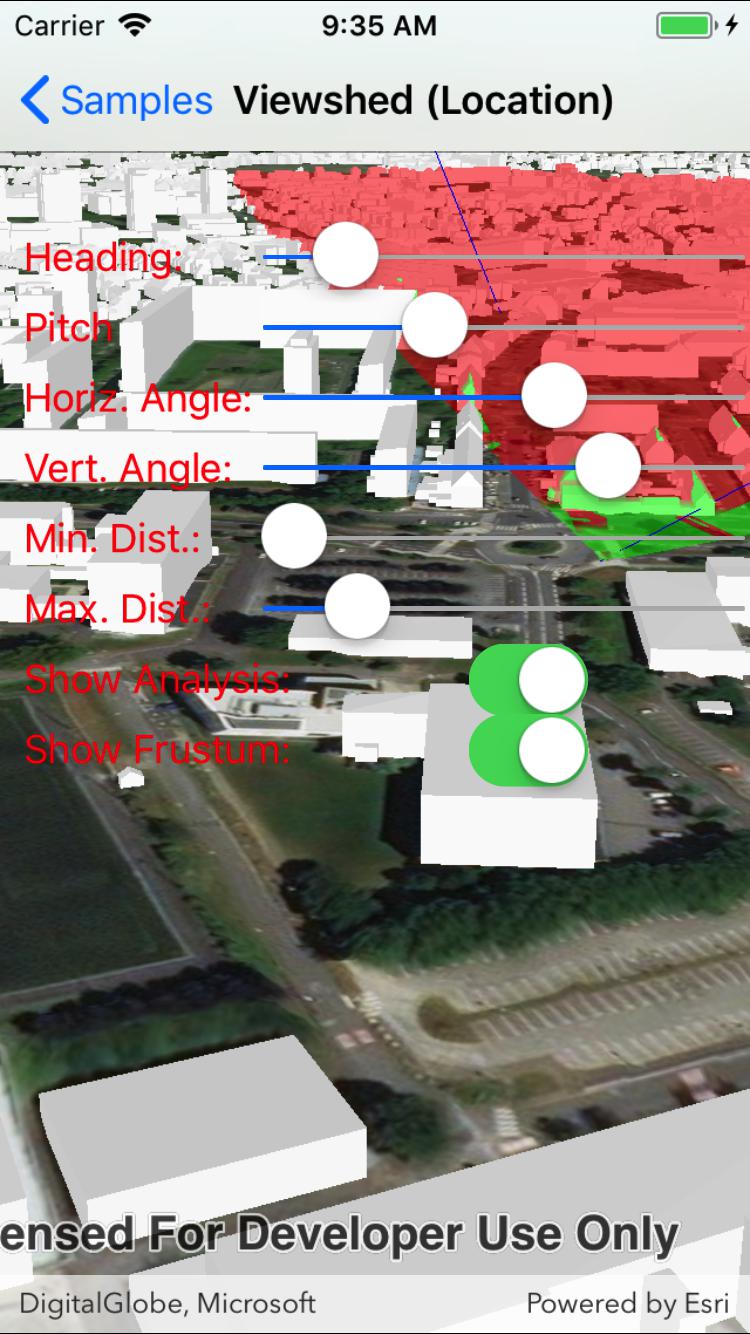 Carrier 9:35 AM
Samples Viewshed (Location)
Heading:
Pitch
Horiz. Angle:
Vert. Angle:
Min. Dist.:
Max. Dist.:
Show Analysis:
Show Frustum:
ensed For Developer Use Only
DigitalGlobe, Microsoft Powered by Esri